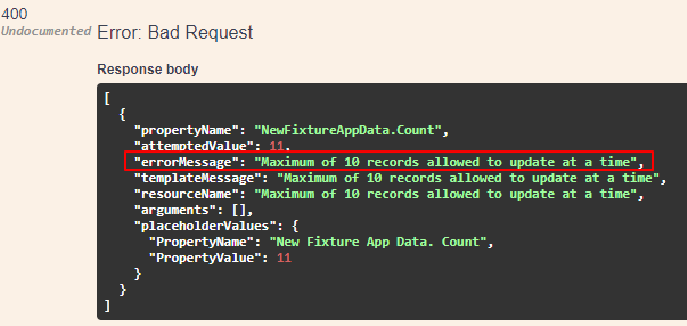 400
Undocumented Error: Bad Request
Response body
[
{
"propertyName": "NewFixtureAppData.Count",
"attemptedValue": 11,
"errorMessage": "Maximum of 10 records allowed to update at a time",
"templateMessage": "Maximum of 10 records allowed to update at a time",
"resourceName": "Maximum of 10 records allowed to update at a time",
"arguments": [],
"placeholderValues": {
"PropertyName": "New Fixture App Data. Count",
"PropertyValue": 11
}
}
]